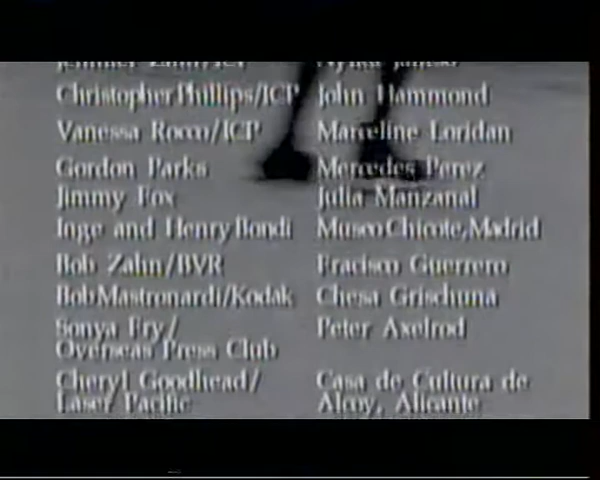 Christopher Phillips/ICP
Vanessa Rocco/ICP
Gordon Parks
Jimmy Fox
Inge and Henry Bondi
Bob Zahn/BVR
Bob Mastronardi/Kodak
Sonya Fry/
Overseas Press Club
Cheryl Goodhead/
Laser Pacific
John Hammond
Marceline Loridan
Mercedes Perez
Julia Manzanal
Museo Chicote, Madrid
Fracisco Guerrero
Chesa Grischuna
Peter Axelrod
Casa de Cultura de
Alcoy, Alicante